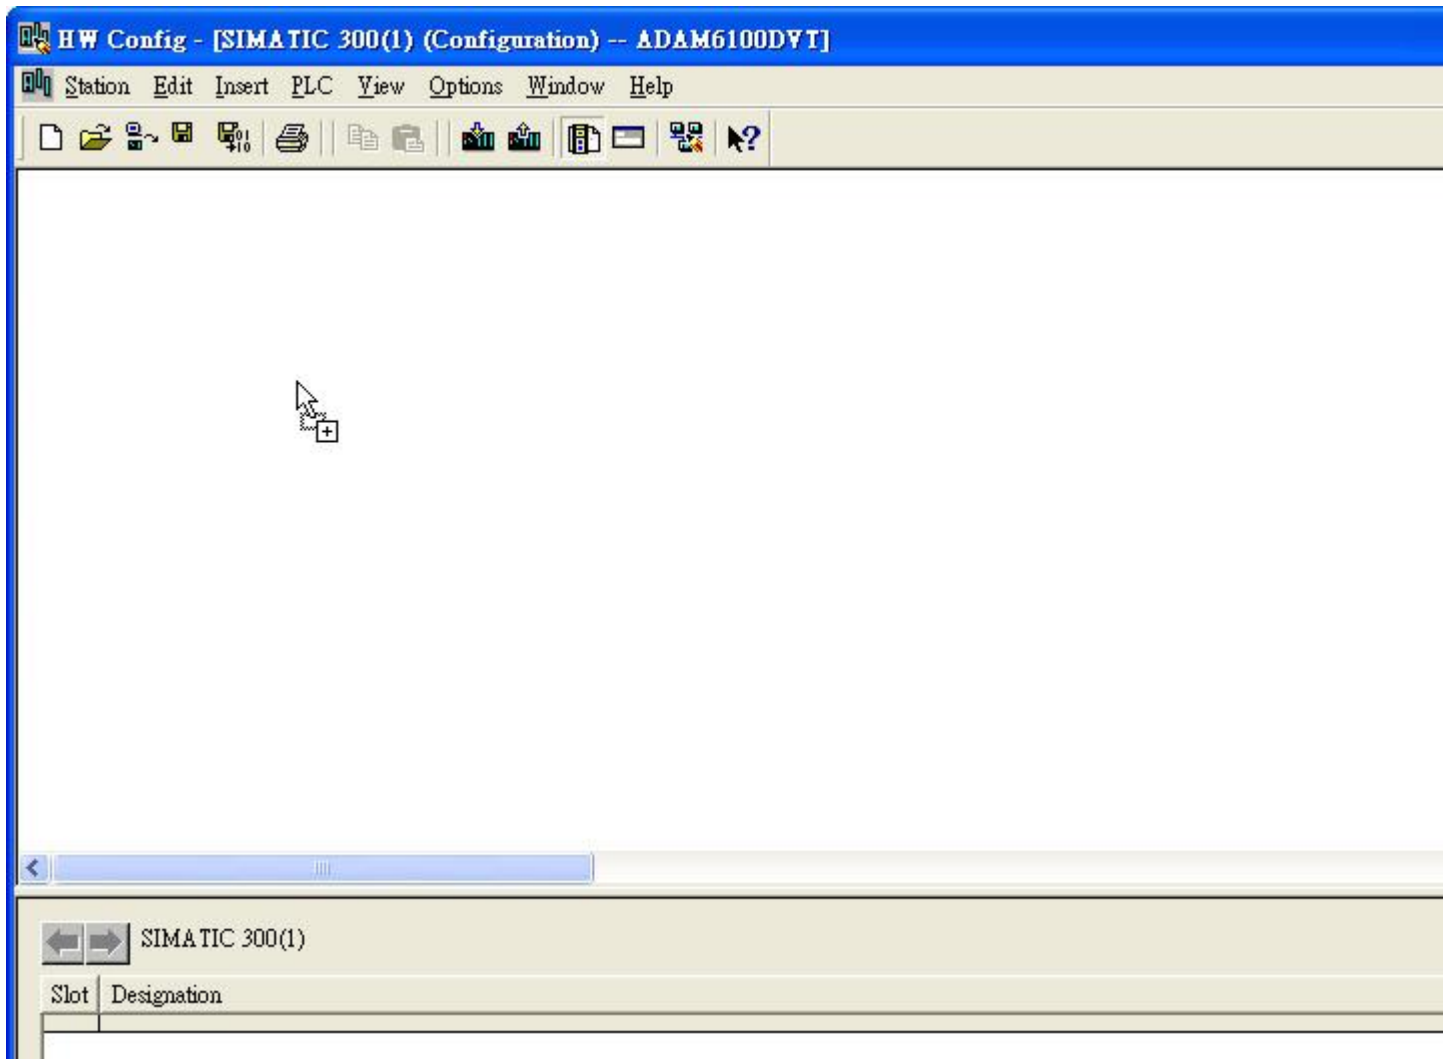 HW Config - [SIMATIC 300(1) (Configuration) -- ADAM6100DVT]
Station Edit Insert PLC View Options Window Help
SIMATIC 300(1)
Slot Designation